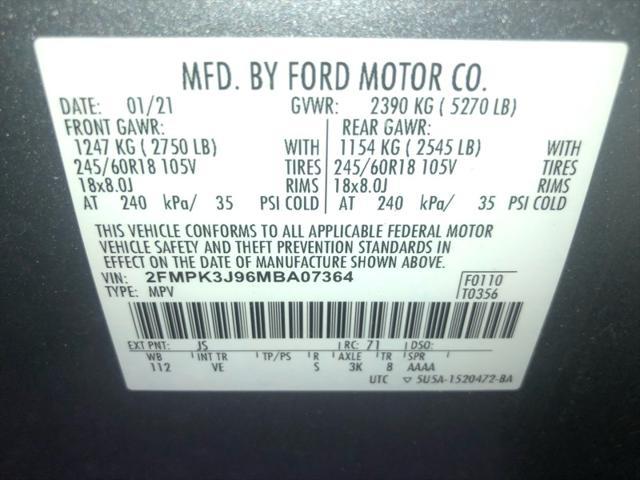 MFD. BY FORD MOTOR CO.
DATE: 01/21 GVWR: 2390 KG ( 5270 LB)
FRONT GAWR: REAR GAWR:
1247 KG ( 2750 LB) WITH 1154 KG ( 2545 LB) WITH
245/60R18 105V TIRES 245/60R18 105V TIRES
18x8.0J RIMS 18x8.0J RIMS
AT 240 kPa/ 35 PSI COLD AT 240 kPa/ 35 PSI COLD
THIS VEHICLE CONFORMS TO ALL APPLICABLE FEDERAL MOTOR
VEHICLE SAFETY AND THEFT PREVENTION STANDARDS IN
EFFECT ON THE DATE OF MANUFACTURE SHOWN ABOVE.
VIN: 2FMPK3J96MBA07364 F0110
TYPE: MPV T0356
EXT PNT: JS RC: 71 DSO:
WB INT TR TP/PS R AXLE TR SPR
112 VE S 3K 8 AAAA
UTC ▽ 5U5A-1520472-BA